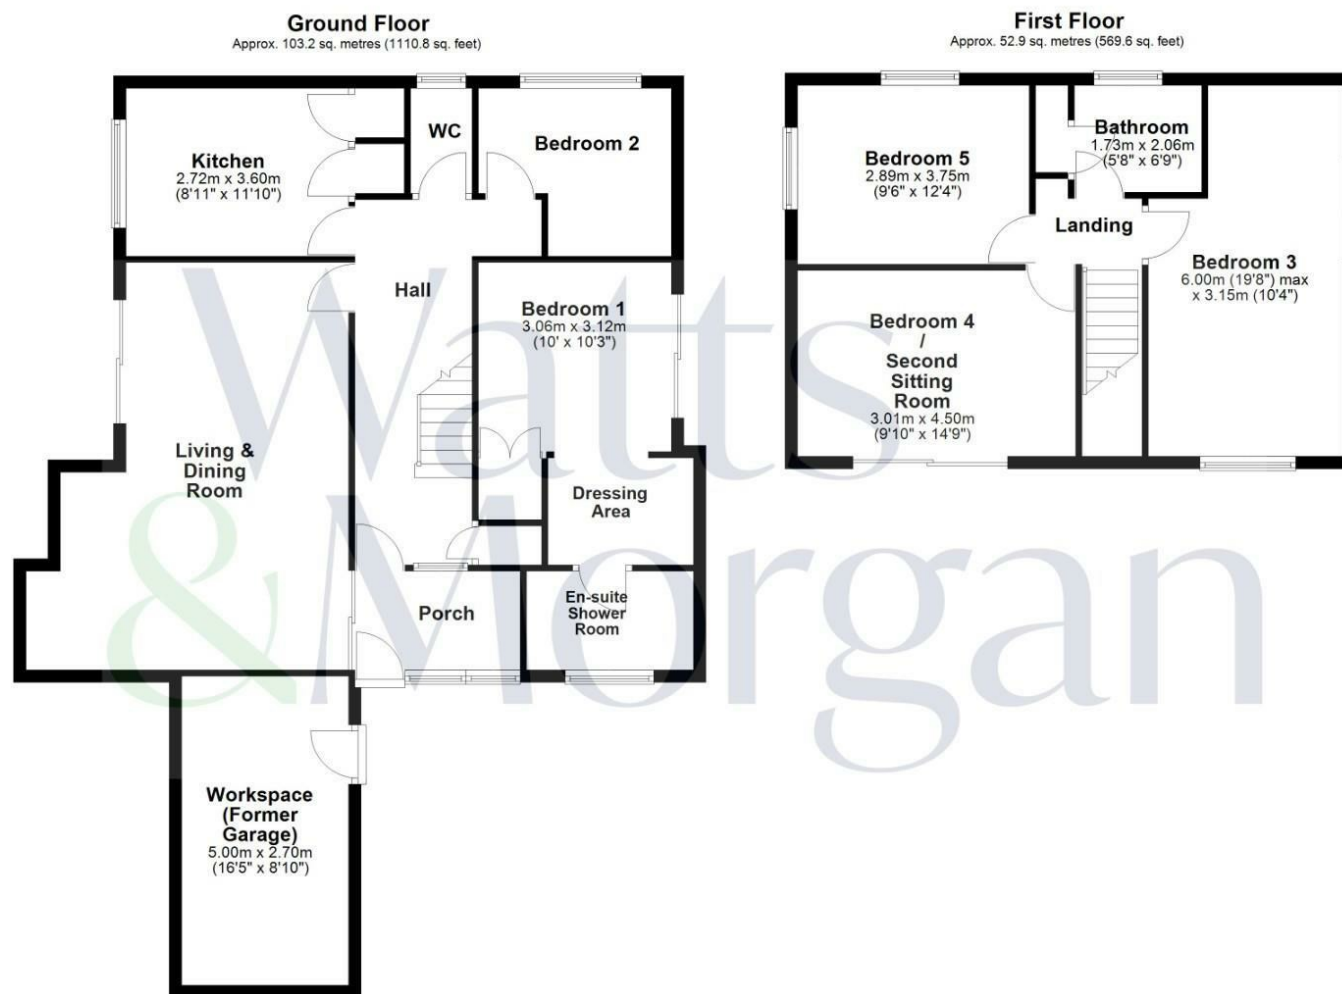 Ground Floor
Approx. 103.2 sq. metres (1110.8 sq. feet)
Kitchen
2.72m x 3.60m
(8'11" x 11'10")
WC
Bedroom 2
Hall
Bedroom 1
3.06m x 3.12m
(10' x 10'3")
Living &
Dining
Room
Dressing
Area
Porch
En-suite
Shower
Room
Workspace
(Former
Garage)
5.00m x 2.70m
(16'5" x 8'10")
First Floor
Approx. 52.9 sq. metres (569.6 sq. feet)
Bedroom 5
2.89m x 3.75m
(9'6" x 12'4")
Bathroom
1.73m x 2.06m
(5'8" x 6'9")
Landing
Bedroom 3
6.00m (19'8") max
x 3.15m (10'4")
Bedroom 4
/
Second
Sitting
Room
3.01m x 4.50m
(9'10" x 14'9")
Watts
&Morgan